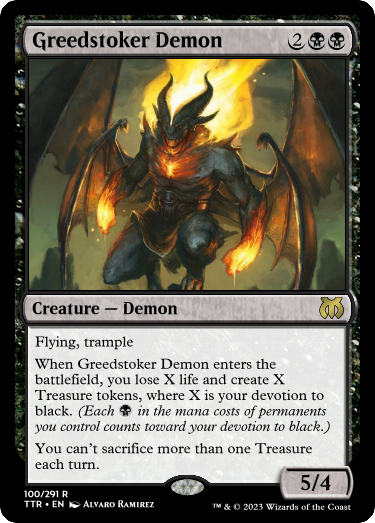 Greedstoker Demon 2
Creature — Demon
Flying, trample
When Greedstoker Demon enters the
battlefield, you lose X life and create X
Treasure tokens, where X is your devotion to
black. (Each in the mana costs of permanents
you control counts toward your devotion to black.)
You can't sacrifice more than one Treasure
each turn.
5/4
100/291 R
TTR • EN Alvaro Ramirez
™ & © 2023 Wizards of the Coast